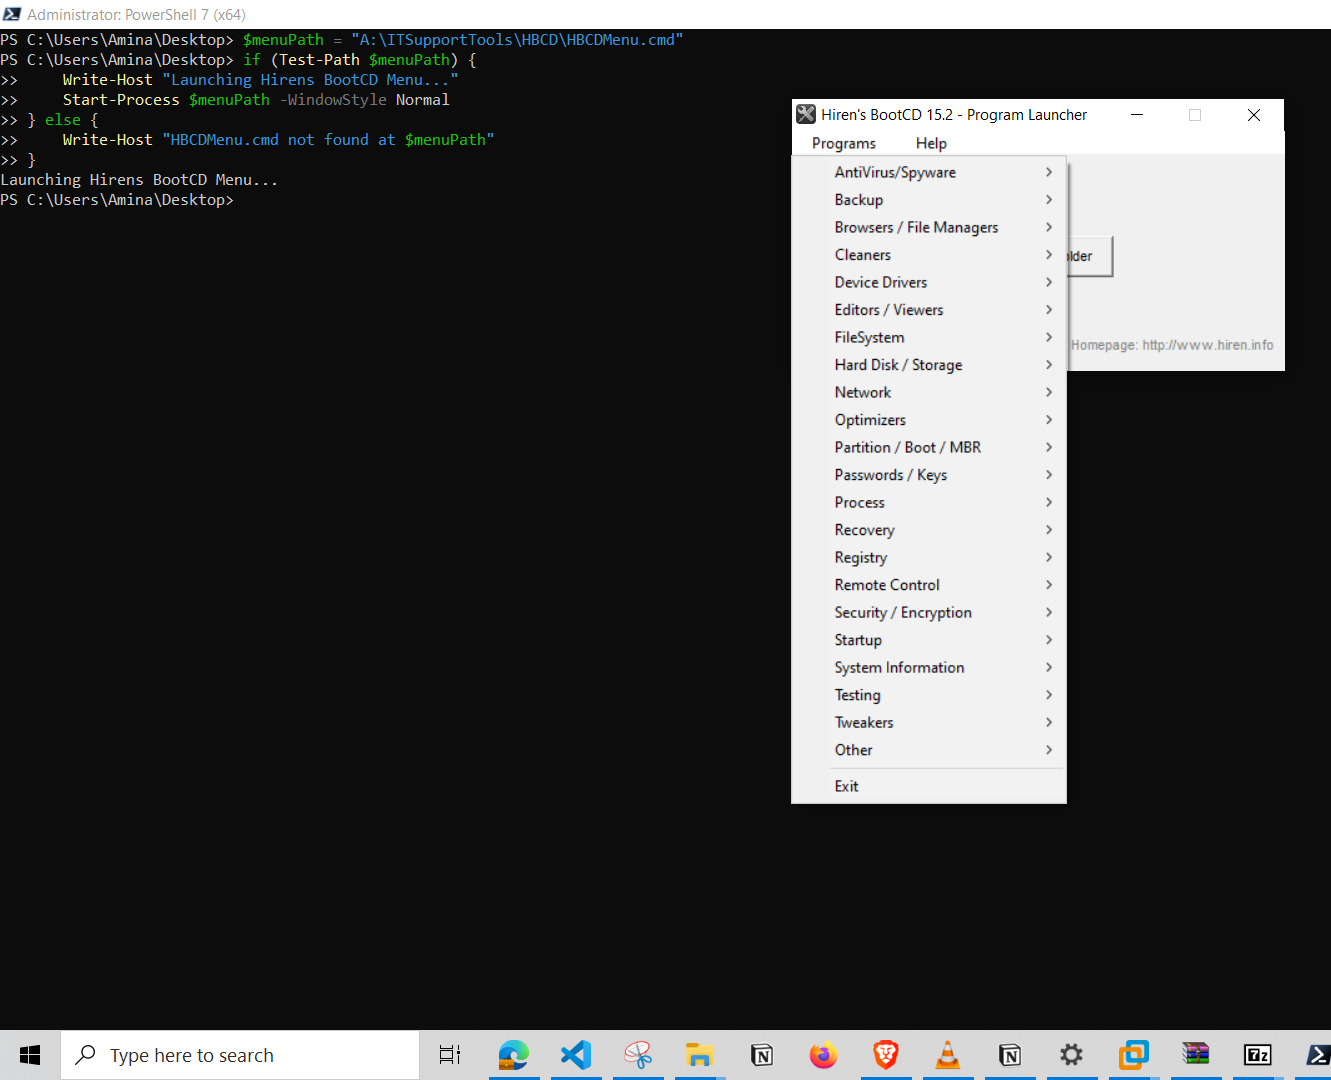 Administrator: PowerShell 7 (x64)
PS C:\Users\Amina\Desktop> $menuPath = "A:\ITSupportTools\HBCD\HBCDMenu.cmd"
PS C:\Users\Amina\Desktop> if (Test-Path $menuPath) {
>>     Write-Host "Launching Hirens BootCD Menu..."
>>     Start-Process $menuPath -WindowStyle Normal
>> } else {
>>     Write-Host "HBCDMenu.cmd not found at $menuPath"
>> }
Launching Hirens BootCD Menu...
PS C:\Users\Amina\Desktop>
Hiren's BootCD 15.2 - Program Launcher
Programs Help
AntiVirus/Spyware
Backup
Browsers / File Managers
Cleaners
Device Drivers
Editors / Viewers
FileSystem
Hard Disk / Storage
Network
Optimizers
Partition / Boot / MBR
Passwords / Keys
Process
Recovery
Registry
Remote Control
Security / Encryption
Startup
System Information
Testing
Tweakers
Other
Exit
Homepage: http://www.hiren.info
Type here to search
7z